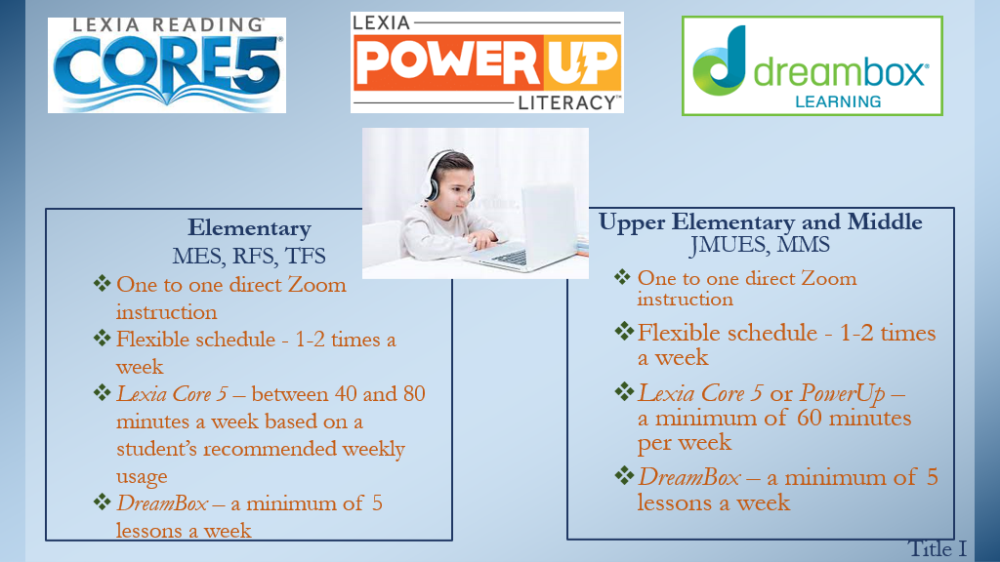 LEXIA READING®
CORE5®
LEXIA
POWERUP
LITERACY™
dreambox®
LEARNING
Elementary
MES, RFS, TFS
❖ One to one direct Zoom
instruction
❖ Flexible schedule - 1-2 times a
week
❖ Lexia Core 5 – between 40 and 80
minutes a week based on a
student’s recommended weekly
usage
❖ DreamBox – a minimum of 5
lessons a week
Upper Elementary and Middle
JMUES, MMS
❖ One to one direct Zoom
instruction
❖ Flexible schedule - 1-2 times
a week
❖ Lexia Core 5 or PowerUp –
a minimum of 60 minutes
per week
❖ DreamBox – a minimum of 5
lessons a week
Title I